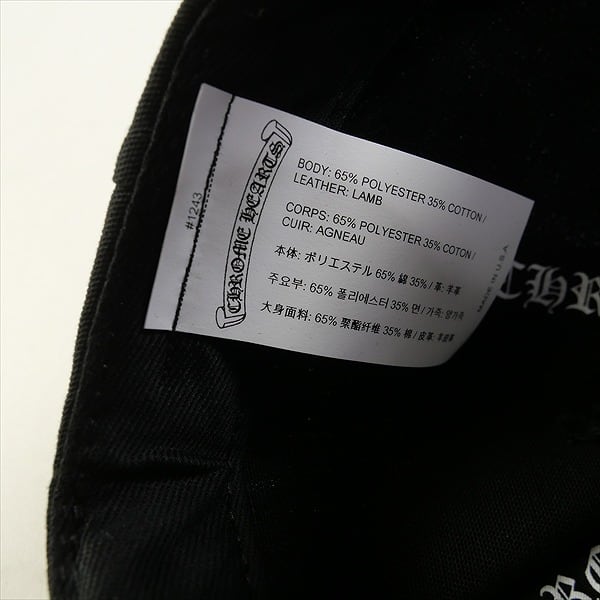 #1243
CHROME HEARTS
BODY: 65% POLYESTER 35% COTTON /
LEATHER: LAMB
CORPS: 65% POLYESTER 35% COTON /
CUIR: AGNEAU
本体: ポリエステル 65% 綿 35% / 革: 羊革
주요부: 65% 폴리에스터 35% 면 / 가죽: 양가죽
大身面料: 65% 聚酯纤维 35% 棉 / 皮革: 羊皮革
MADE IN U.S.A
CHR
RO